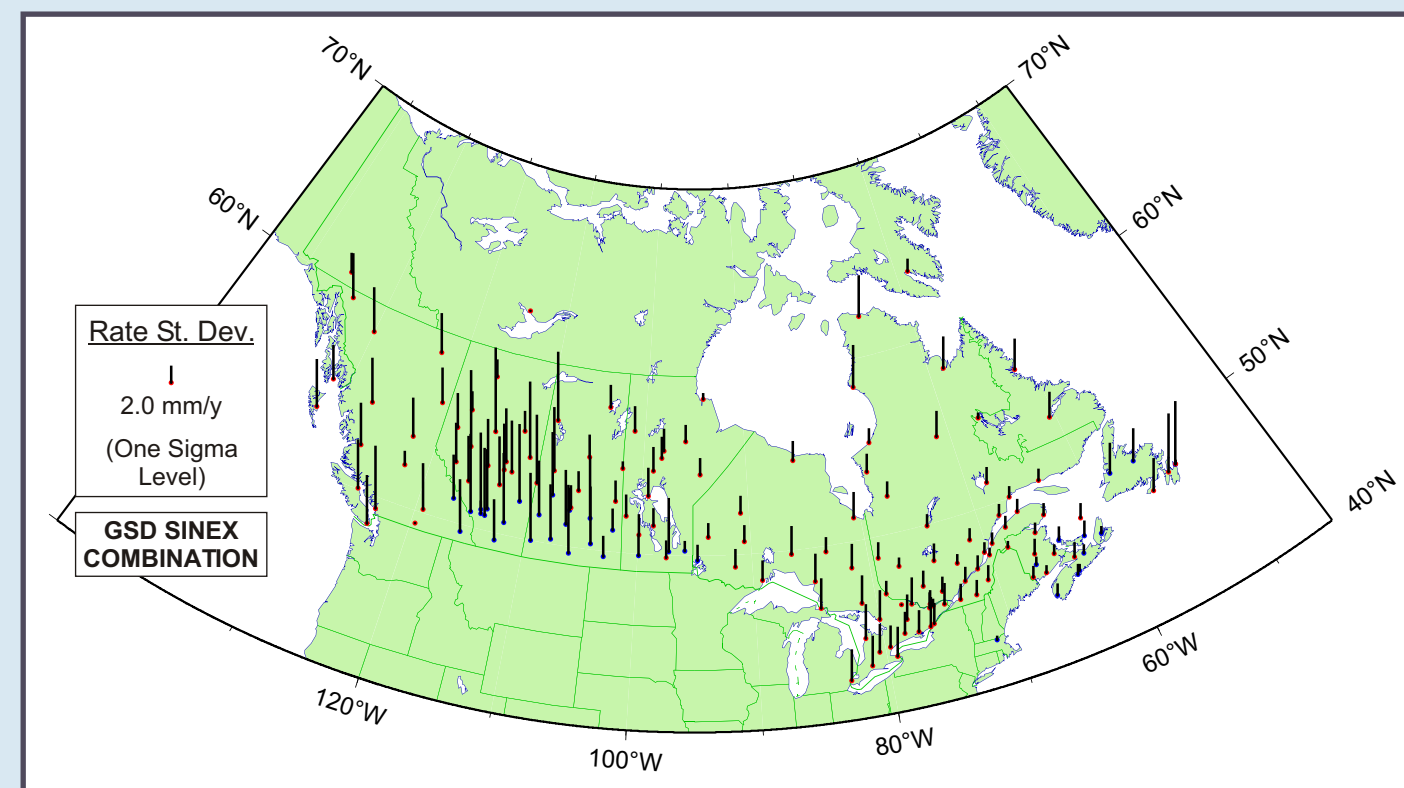 70°N
70°N
60°N
60°N
50°N
40°N
Rate St. Dev.
2.0 mm/y
(One Sigma
Level)
GSD SINEX
COMBINATION
120°W
100°W
80°W
60°W